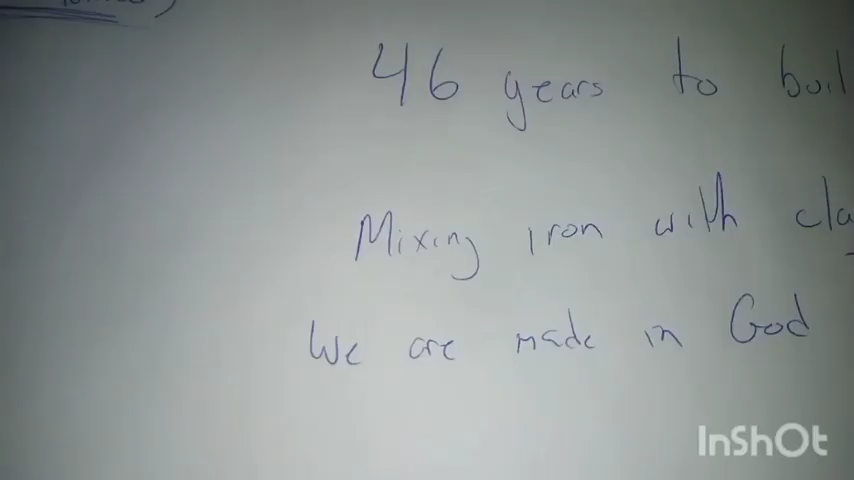 46 years to buil
Mixing iron with cla
We are made in God
InShOt